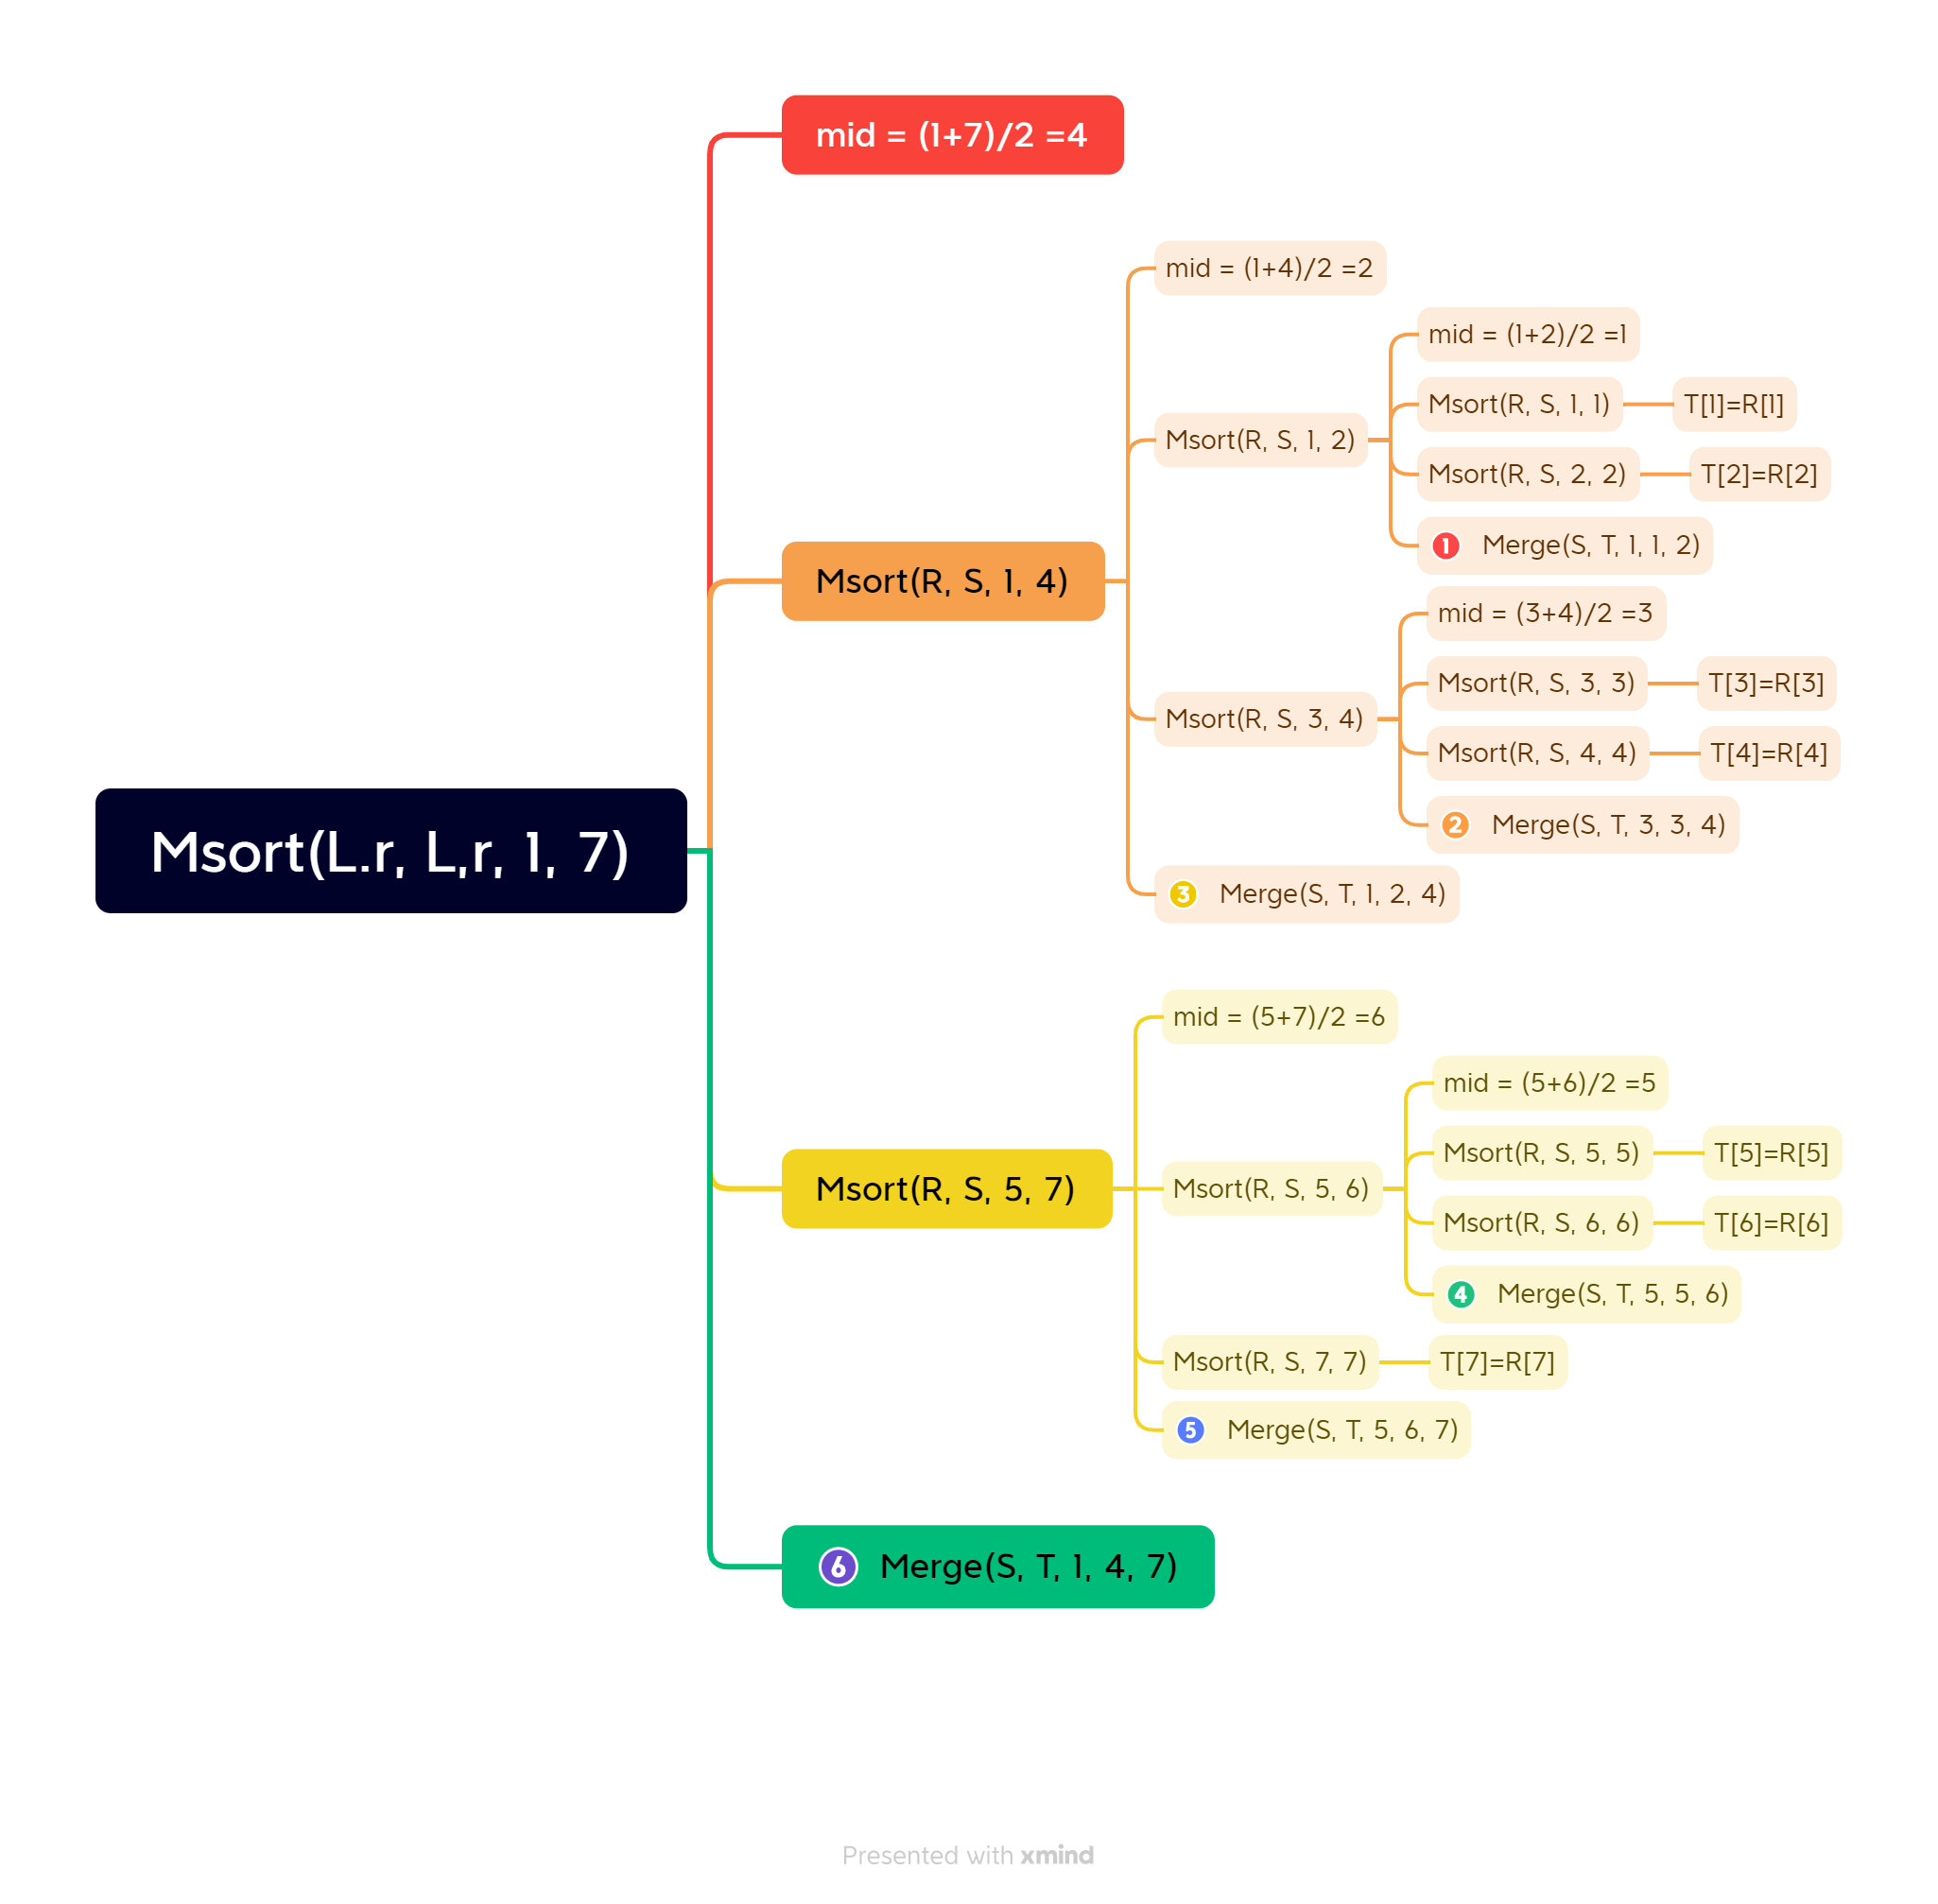 mid = (1+7)/2 =4
mid = (1+4)/2 =2
mid = (1+2)/2 =1
Msort(R, S, 1, 1)
T[1]=R[1]
Msort(R, S, 1, 2)
Msort(R, S, 2, 2)
T[2]=R[2]
1 Merge(S, T, 1, 1, 2)
Msort(R, S, 1, 4)
mid = (3+4)/2 =3
Msort(R, S, 3, 3)
T[3]=R[3]
Msort(R, S, 3, 4)
Msort(R, S, 4, 4)
T[4]=R[4]
2 Merge(S, T, 3, 3, 4)
Msort(L.r, L,r, 1, 7)
3 Merge(S, T, 1, 2, 4)
mid = (5+7)/2 =6
mid = (5+6)/2 =5
Msort(R, S, 5, 5)
T[5]=R[5]
Msort(R, S, 5, 7)
Msort(R, S, 5, 6)
Msort(R, S, 6, 6)
T[6]=R[6]
4 Merge(S, T, 5, 5, 6)
Msort(R, S, 7, 7)
T[7]=R[7]
5 Merge(S, T, 5, 6, 7)
6 Merge(S, T, 1, 4, 7)
Presented with xmind